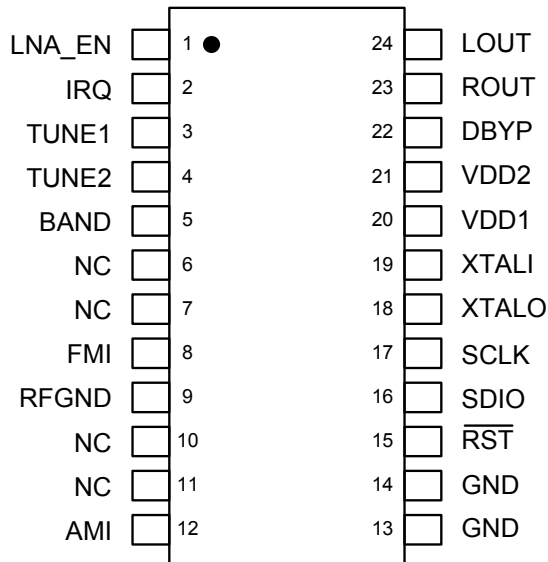 LNA_EN 1 24 LOUT
IRQ 2 23 ROUT
TUNE1 3 22 DBYP
TUNE2 4 21 VDD2
BAND 5 20 VDD1
NC 6 19 XTALI
NC 7 18 XTALO
FMI 8 17 SCLK
RFGND 9 16 SDIO
NC 10 15 R̅S̅T̅
NC 11 14 GND
AMI 12 13 GND